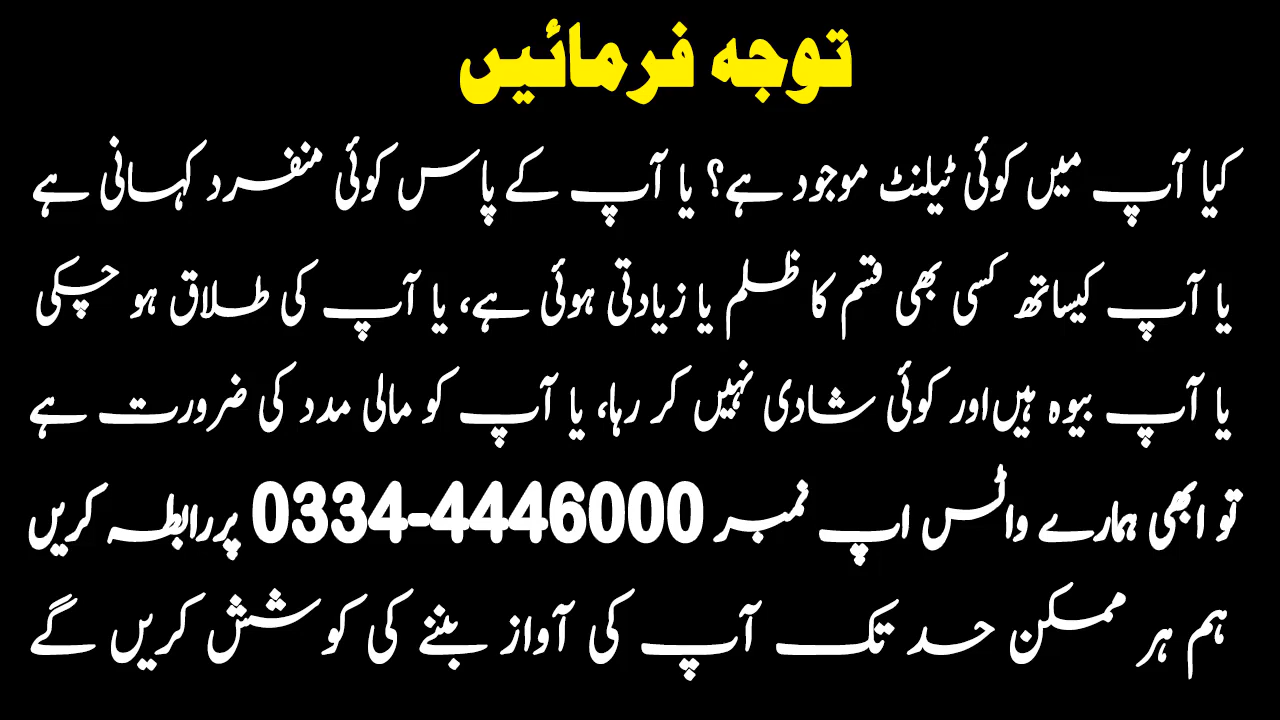 توجہ فرمائیں
کیا آپ میں کوئی ٹیلنٹ موجود ہے؟ یا آپ کے پاس کوئی منفرد کہانی ہے
یا آپ کیساتھ کسی بھی قسم کا ظلم یا زیادتی ہوئی ہے، یا آپ کی طلاق ہو چکی
یا آپ بیوہ ہیں اور کوئی شادی نہیں کر رہا، یا آپ کو مالی مدد کی ضرورت ہے
تو ابھی ہمارے واٹس اپ نمبر 0334-4446000 پر رابطہ کریں
ہم ہر ممکن حد تک آپ کی آواز بننے کی کوشش کریں گے